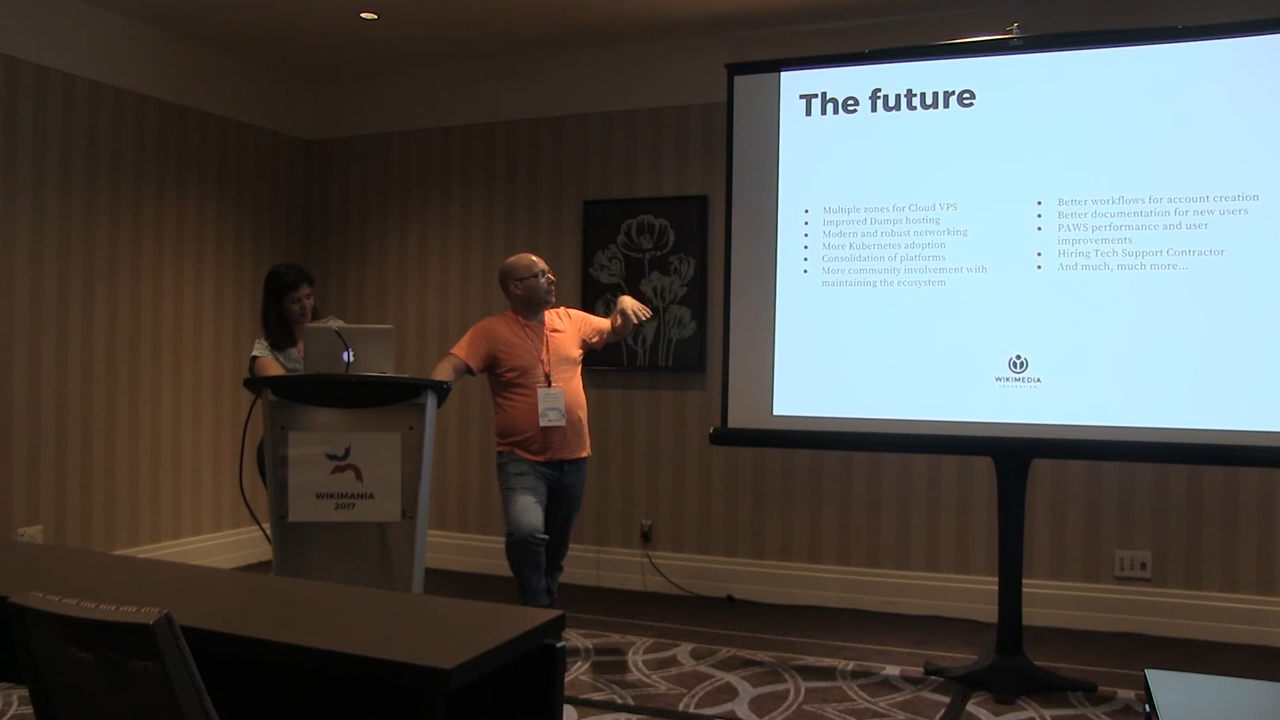 The future
Multiple zones for Cloud VPS
Improved Dumps hosting
Modern and robust networking
More Kubernetes adoption
Consolidation of platforms
More community involvement with
maintaining the ecosystem
Better workflows for account creation
Better documentation for new users
PAWS performance and user
improvements
Hiring Tech Support Contractor
And much, much more...
WIKIMEDIA
FOUNDATION
WIKIMANIA
2017